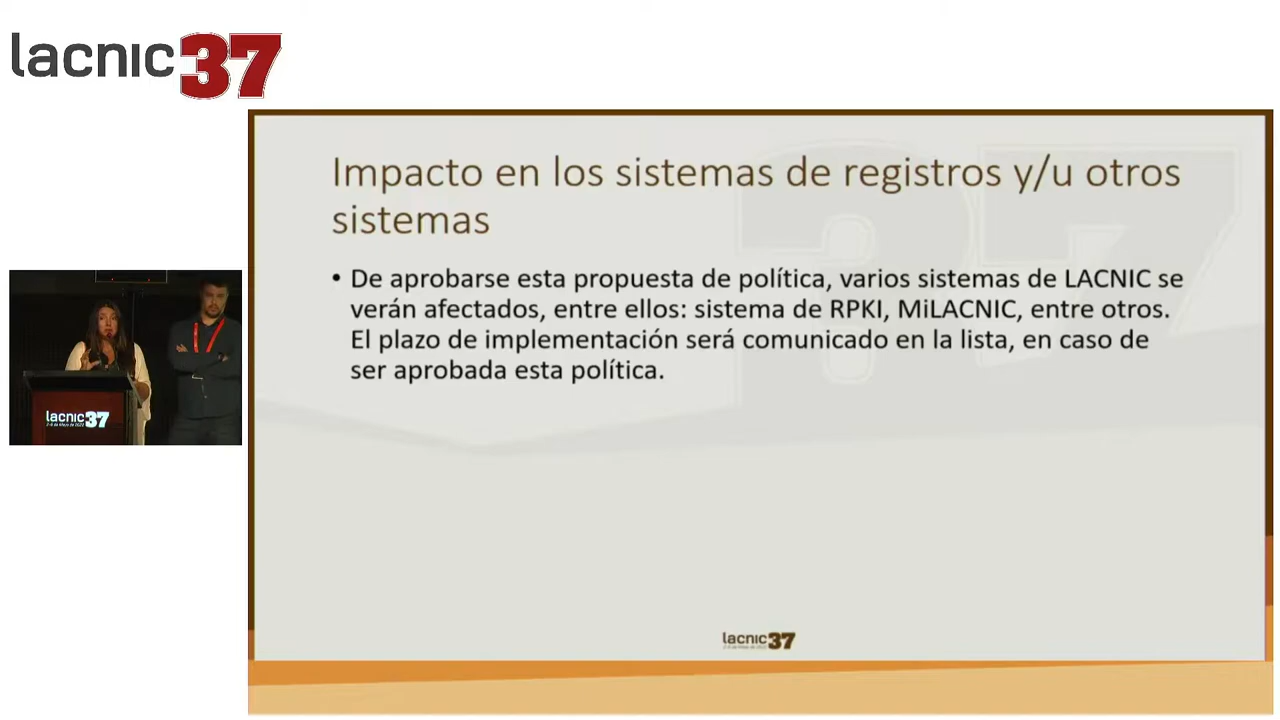 lacnic37
Impacto en los sistemas de registros y/u otros
sistemas
• De aprobarse esta propuesta de política, varios sistemas de LACNIC se
verán afectados, entre ellos: sistema de RPKI, MiLACNIC, entre otros.
El plazo de implementación será comunicado en la lista, en caso de
ser aprobada esta política.
lacnic37
lacnic37